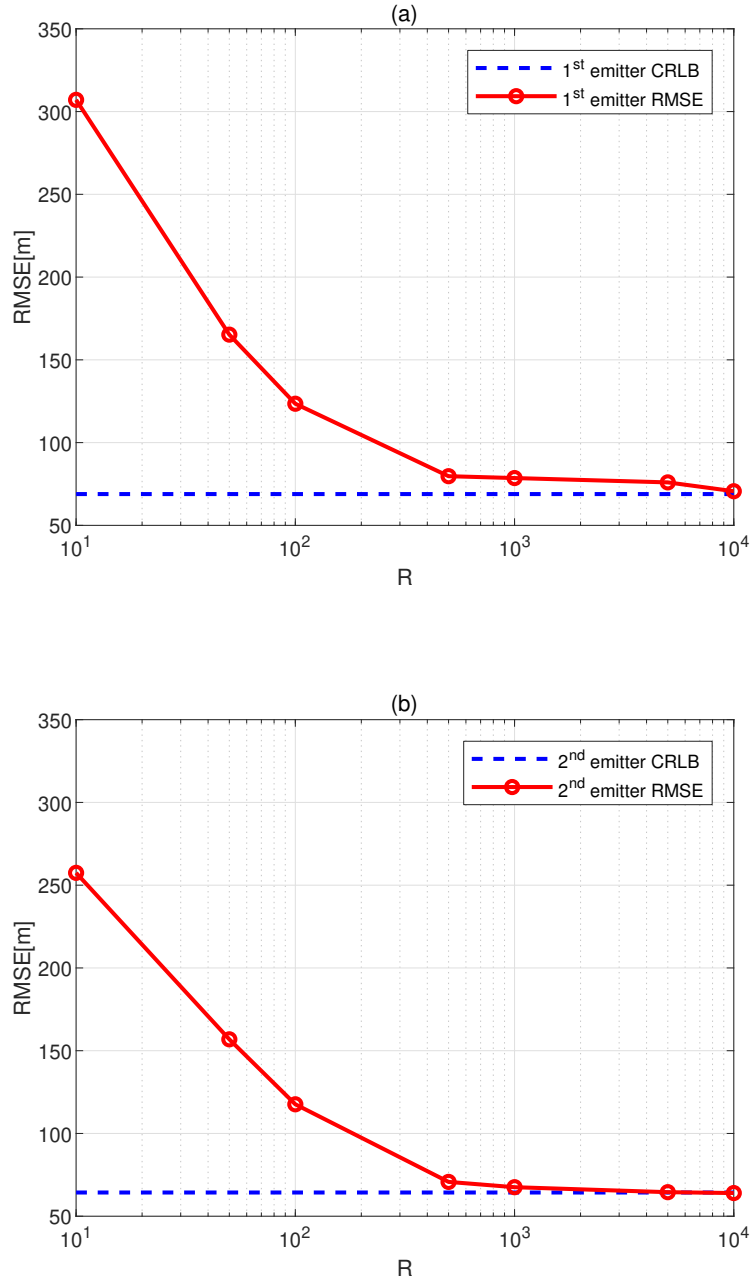 (a)
350
300
250
200
150
100
50
RMSE[m]
1st emitter CRLB
1st emitter RMSE
10^1
10^2
10^3
10^4
R
(b)
350
300
250
200
150
100
50
RMSE[m]
2nd emitter CRLB
2nd emitter RMSE
10^1
10^2
10^3
10^4
R